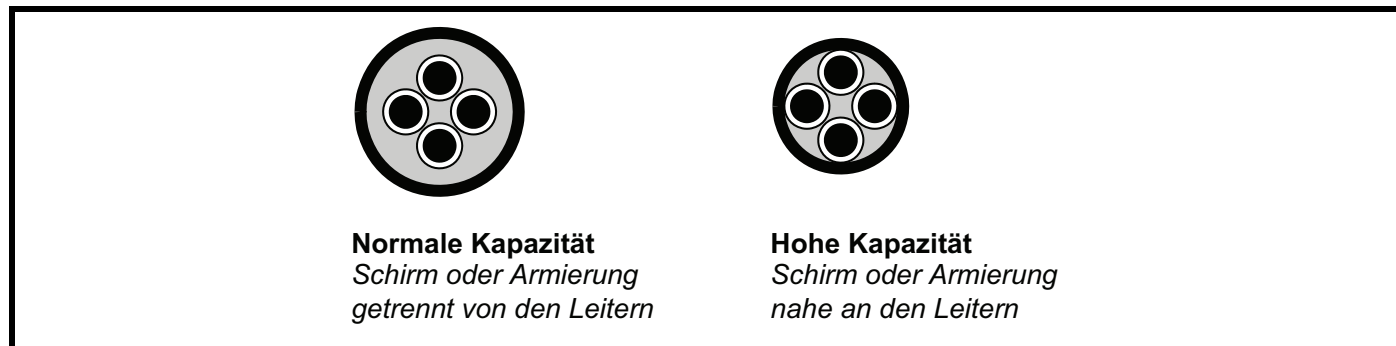 Normale Kapazität
Schirm oder Armierung
getrennt von den Leitern
Hohe Kapazität
Schirm oder Armierung
nahe an den Leitern